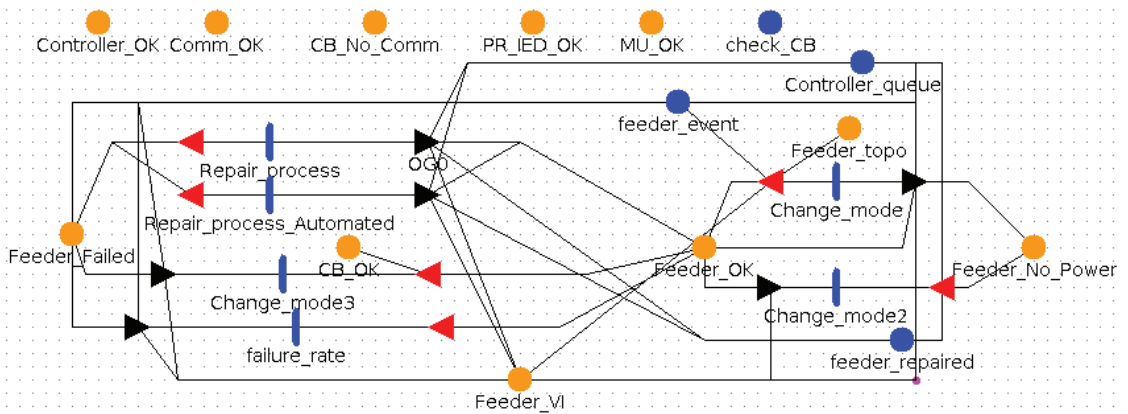 Controller_OK
Comm_OK
CB_No_Comm
PR_IED_OK
MU_OK
check_CB
Controller_queue
feeder_event
Feeder_topo
OG0
Repair_process
Change_mode
Repair_process_Automated
Feeder_Failed
CB_OK
Feeder_OK
Feeder_No_Power
Change_mode3
Change_mode2
failure_rate
feeder_repaired
Feeder_VI